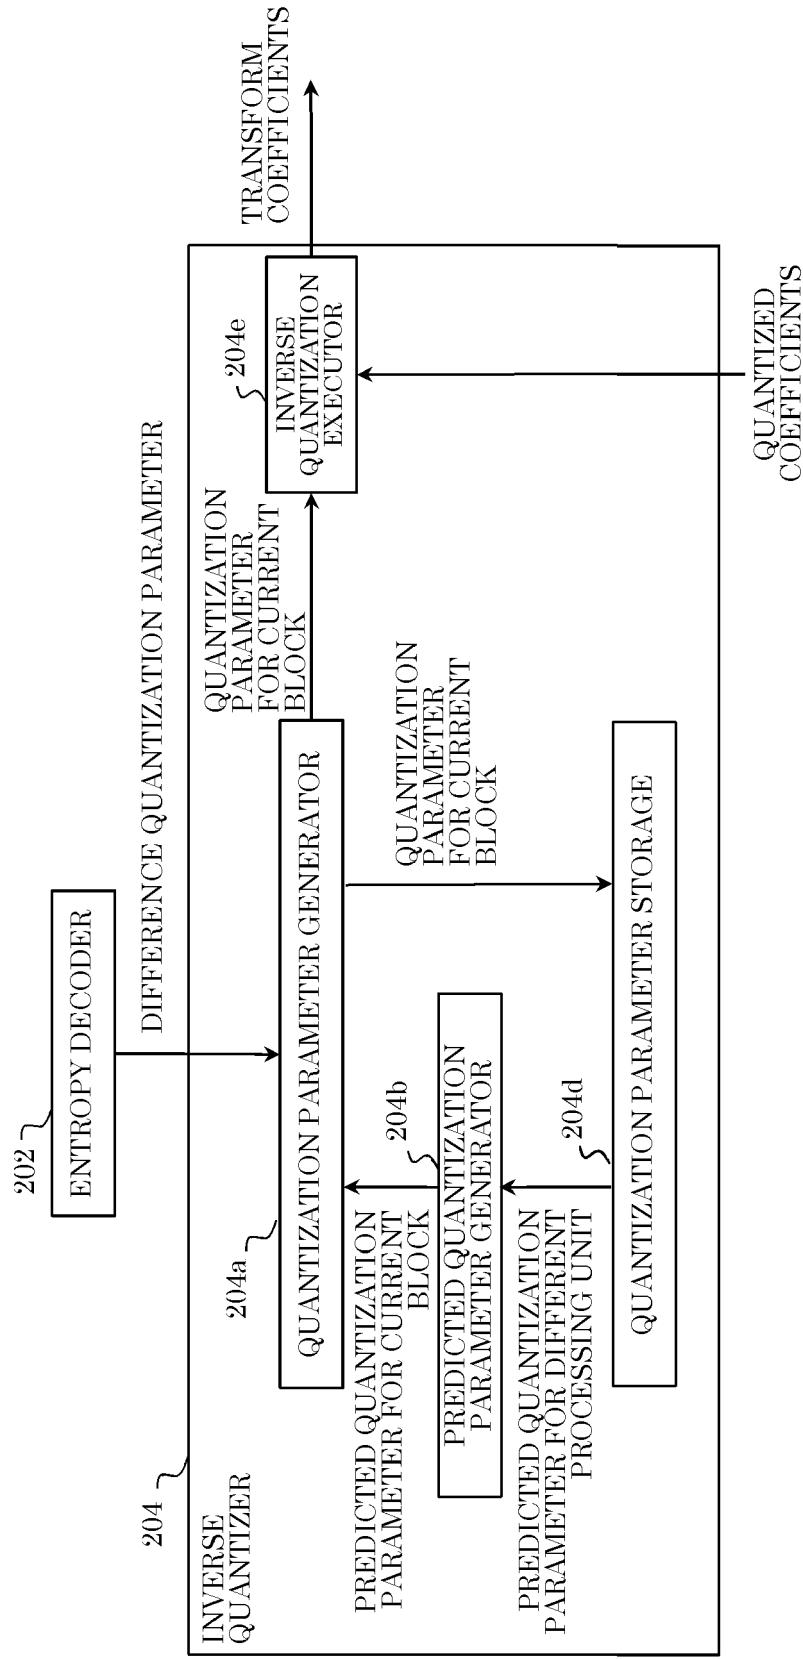 202
ENTROPY DECODER
DIFFERENCE QUANTIZATION PARAMETER
204
INVERSE
QUANTIZER
204a
QUANTIZATION PARAMETER GENERATOR
QUANTIZATION
PARAMETER
FOR CURRENT
BLOCK
204e
INVERSE
QUANTIZATION
EXECUTOR
TRANSFORM
COEFFICIENTS
PREDICTED QUANTIZATION
PARAMETER FOR CURRENT
BLOCK
204b
PREDICTED QUANTIZATION
PARAMETER GENERATOR
QUANTIZATION
PARAMETER
FOR CURRENT
BLOCK
PREDICTED QUANTIZATION
PARAMETER FOR DIFFERENT
PROCESSING UNIT
204d
QUANTIZATION PARAMETER STORAGE
QUANTIZED
COEFFICIENTS